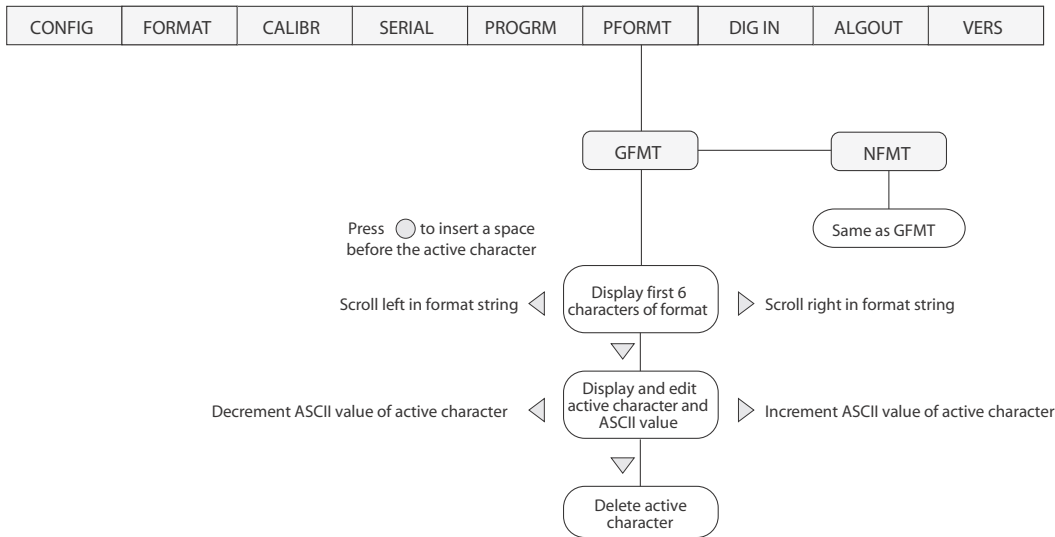 CONFIG FORMAT CALIBR SERIAL PROGRM PFORMT DIG IN ALGOUT VERS
GFMT
NFMT
Same as GFMT
Press to insert a space
before the active character
Display first 6
characters of format
Scroll left in format string
Scroll right in format string
Display and edit
active character and
ASCII value
Decrement ASCII value of active character
Increment ASCII value of active character
Delete active
character